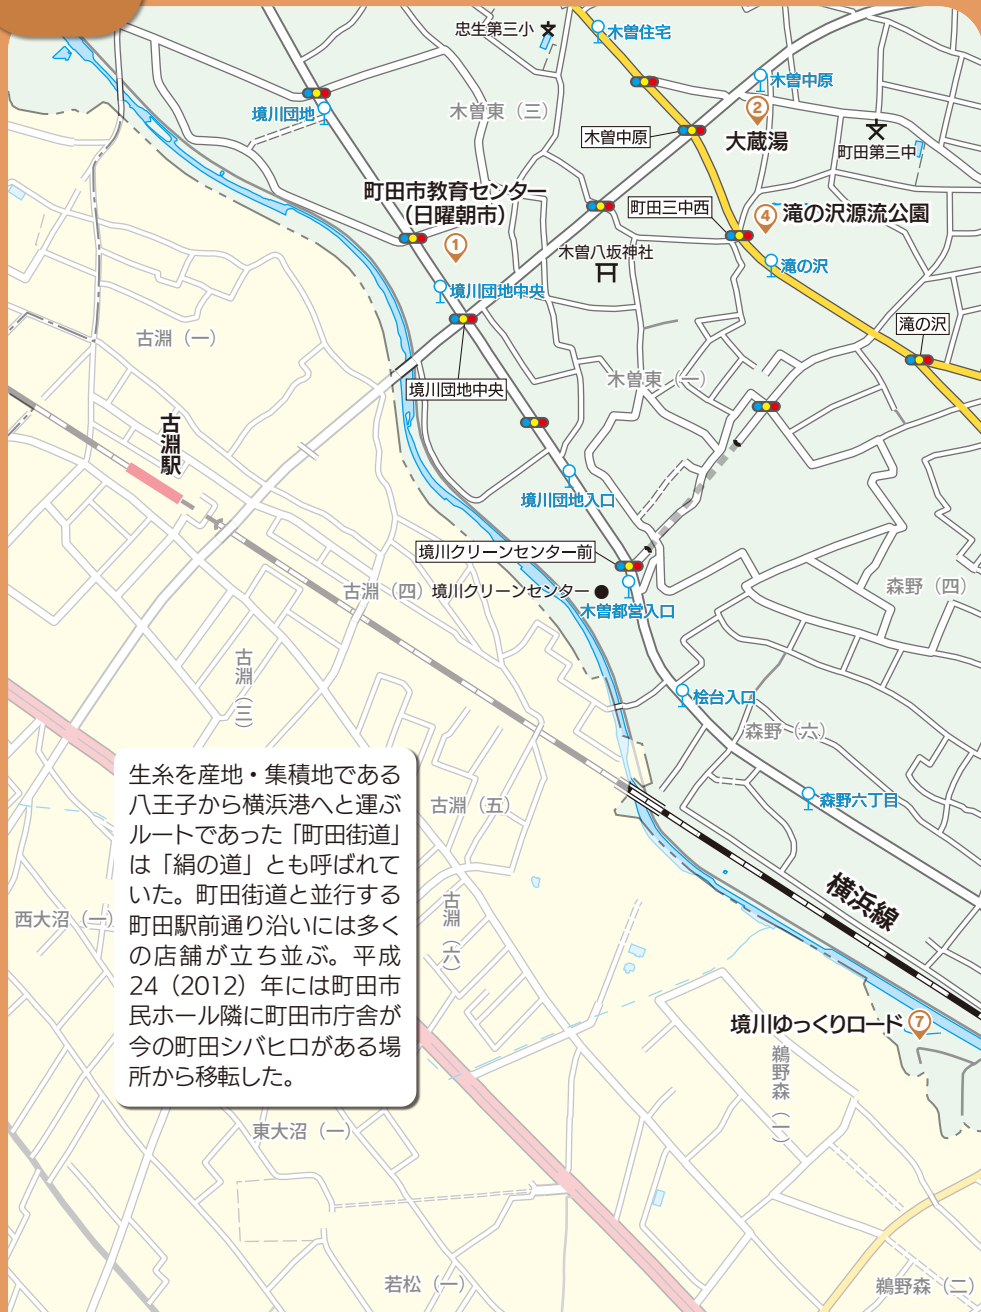 忠生第三小
木曽住宅
木曽中原
境川団地
木曽東（三）
②
大蔵湯
木曽中原
町田第三中
町田市教育センター
（日曜朝市）
①
町田三中西
④
滝の沢源流公園
木曽八坂神社
滝の沢
境川団地中央
古淵（一）
滝の沢
境川団地中央
木曽東（一）
古淵駅
境川団地入口
境川クリーンセンター前
古淵（四）
境川クリーンセンター
木曽都営入口
森野（四）
古淵（三）
桧台入口
森野（六）
生糸を産地・集積地である
八王子から横浜港へと運ぶ
ルートであった「町田街道」
は「絹の道」とも呼ばれて
いた。町田街道と並行する
町田駅前通り沿いには多く
の店舗が立ち並ぶ。平成
24（2012）年には町田市
民ホール隣に町田市庁舎が
今の町田シバヒロがある場
所から移転した。
古淵（五）
森野六丁目
横浜線
西大沼（一）
古淵（六）
境川ゆっくりロード
⑦
鵜野森（一）
東大沼（一）
若松（一）
鵜野森（二）